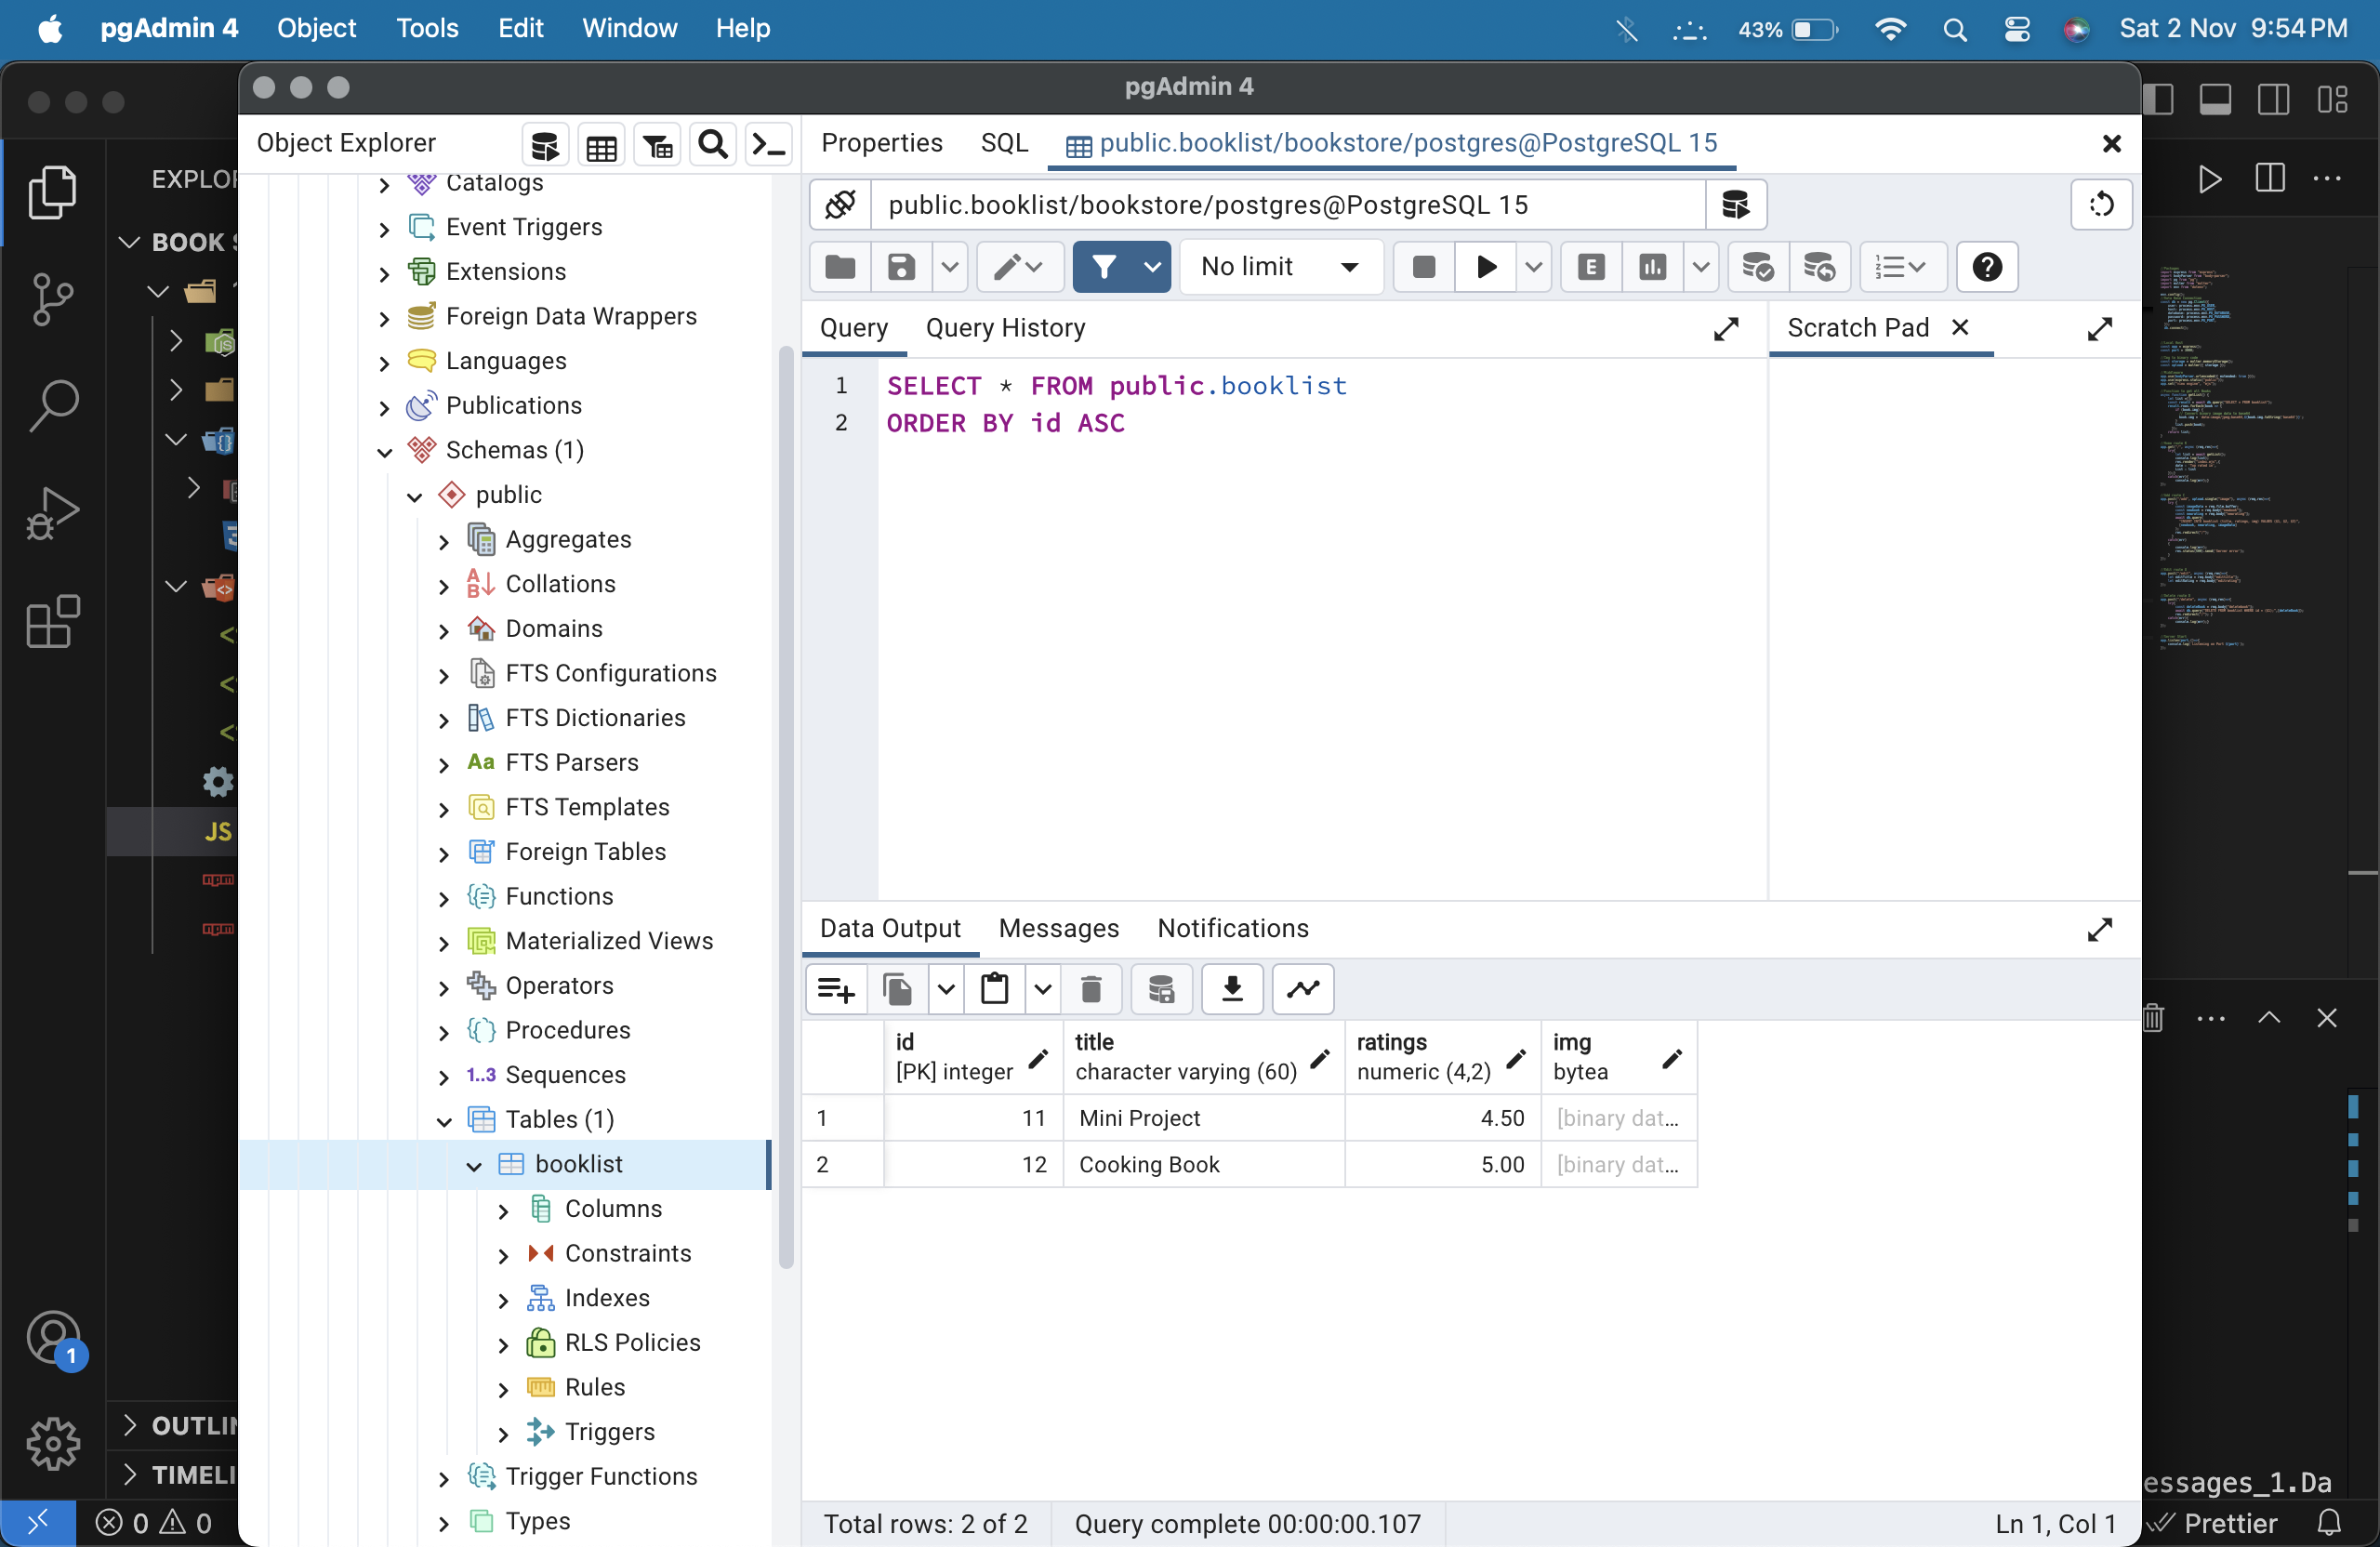 pgAdmin 4 Object Tools Edit Window Help 43% Sat 2 Nov 9:54 PM
pgAdmin 4
EXPLOR
BOOK S
JS
1
OUTLIN
TIMELI
0 0
Object Explorer
Catalogs
Event Triggers
Extensions
Foreign Data Wrappers
Languages
Publications
Schemas (1)
public
Aggregates
Collations
Domains
FTS Configurations
FTS Dictionaries
Aa FTS Parsers
FTS Templates
Foreign Tables
Functions
Materialized Views
Operators
Procedures
1..3 Sequences
Tables (1)
booklist
Columns
Constraints
Indexes
RLS Policies
Rules
Triggers
Trigger Functions
Types
Properties SQL public.booklist/bookstore/postgres@PostgreSQL 15
public.booklist/bookstore/postgres@PostgreSQL 15
No limit E
Query Query History Scratch Pad
1 SELECT * FROM public.booklist
2 ORDER BY id ASC
Data Output Messages Notifications
id title ratings img
[PK] integer character varying (60) numeric (4,2) bytea
1 11 Mini Project 4.50 [binary dat...
2 12 Cooking Book 5.00 [binary dat...
Total rows: 2 of 2 Query complete 00:00:00.107 Ln 1, Col 1
essages_1.Da
Prettier